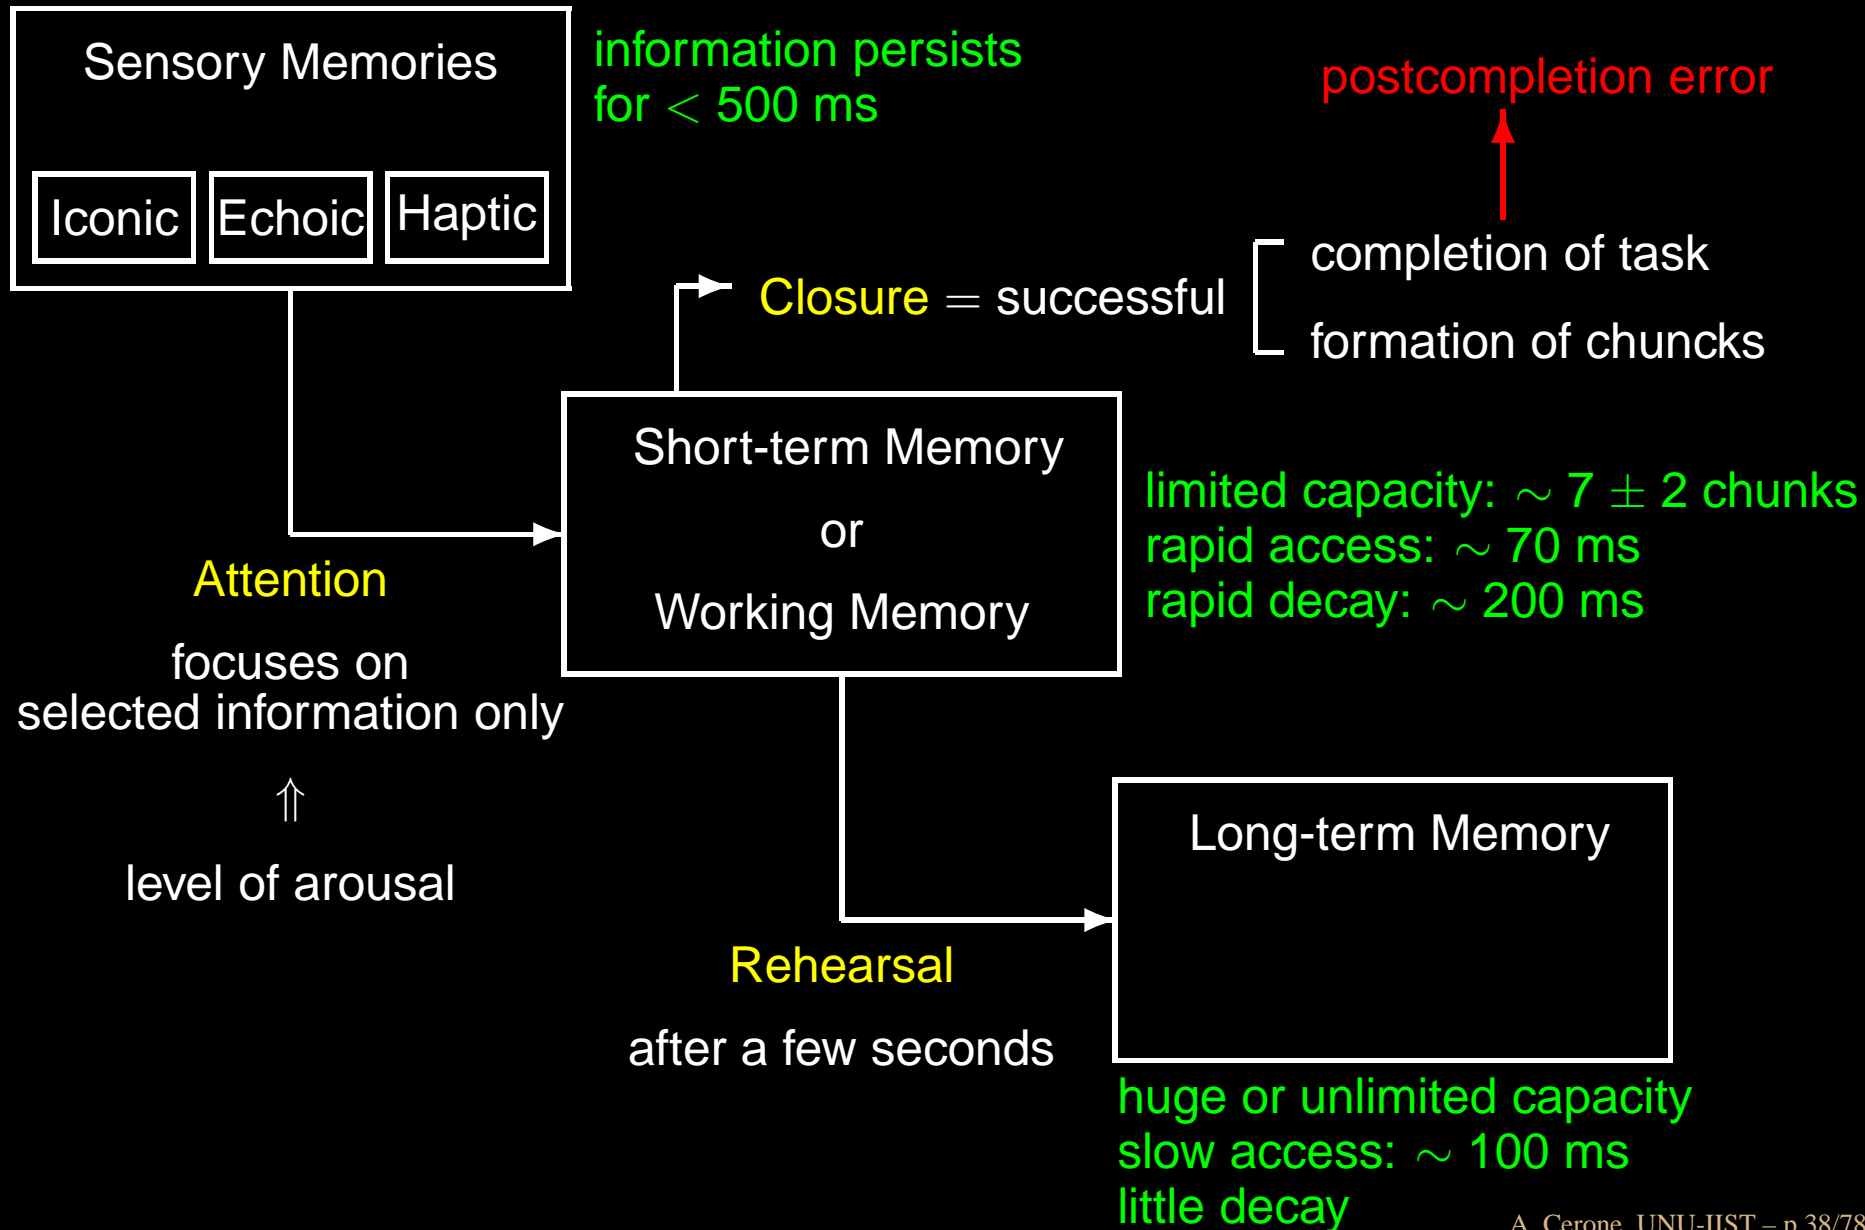 Sensory Memories
Iconic Echoic Haptic
information persists
for < 500 ms
postcompletion error
Closure = successful
completion of task
formation of chuncks
Short-term Memory
or
Working Memory
limited capacity: ∼ 7 ± 2 chunks
rapid access: ∼ 70 ms
rapid decay: ∼ 200 ms
Attention
focuses on
selected information only
⇑
level of arousal
Rehearsal
after a few seconds
Long-term Memory
huge or unlimited capacity
slow access: ∼ 100 ms
little decay
A. Cerone, UNU-IIST – p.38/78